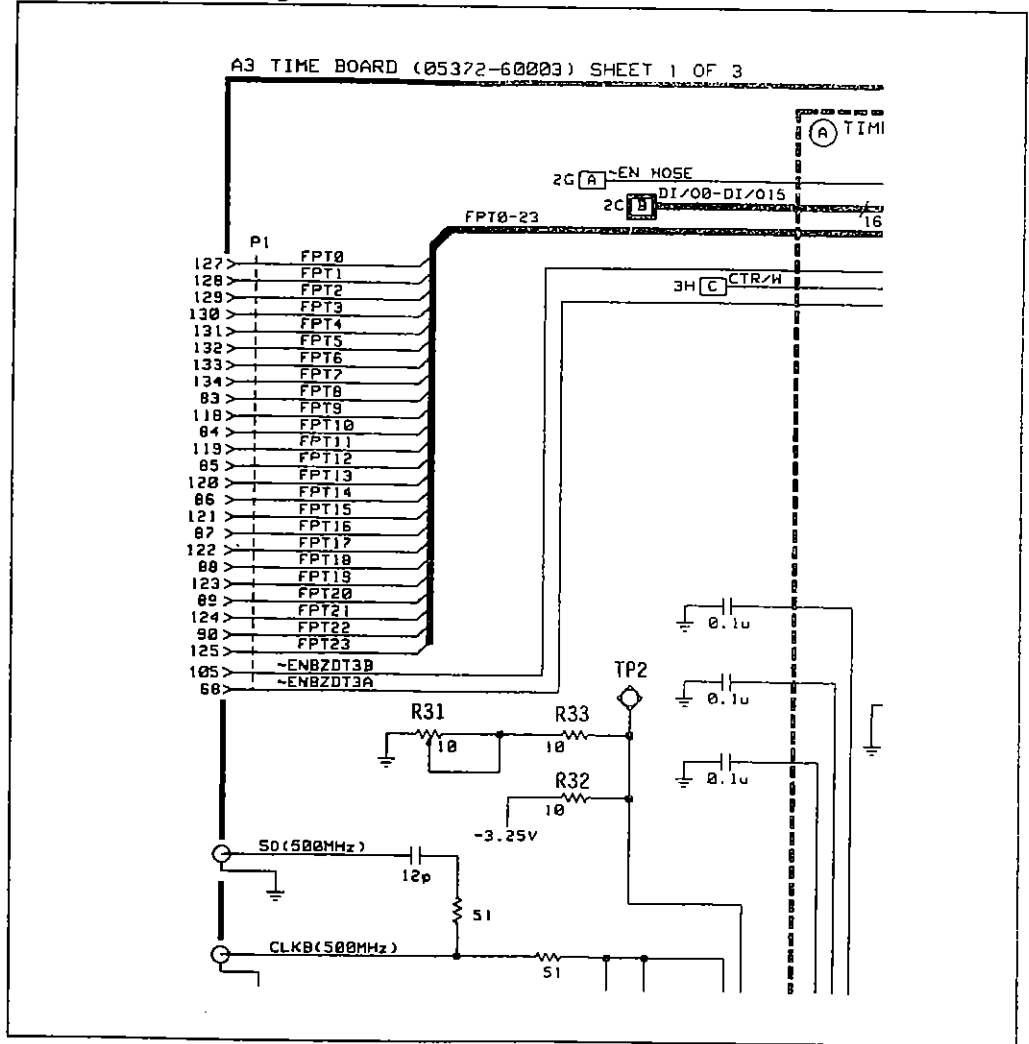 A3 TIME BOARD (05372-60003) SHEET 1 OF 3
A
2G A ~EN HOSE
2C B DI/O0-DI/O15
16
FPT0-23
P1
127 FPT0
128 FPT1
129 FPT2
3H C CTR/W
130 FPT3
131 FPT4
132 FPT5
133 FPT6
134 FPT7
83 FPT8
118 FPT9
84 FPT10
119 FPT11
85 FPT12
120 FPT13
86 FPT14
121 FPT15
87 FPT16
122 FPT17
88 FPT18
123 FPT19
89 FPT20
124 FPT21
90 FPT22
125 FPT23
105 ~ENBZDT3B
68 ~ENBZDT3A
0.1u
TP2
0.1u
R31 R33
10 10
0.1u
R32
10
-3.25V
SD(500MHz)
12p
51
CLKB(500MHz)
51